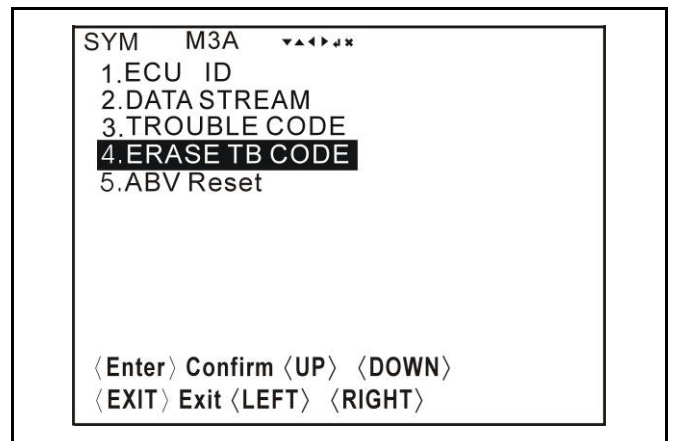 SYM M3A ▼▲◀▶↲✖
1.ECU ID
2.DATA STREAM
3.TROUBLE CODE
4.ERASE TB CODE
5.ABV Reset
〈Enter〉Confirm〈UP〉〈DOWN〉
〈EXIT〉Exit〈LEFT〉〈RIGHT〉